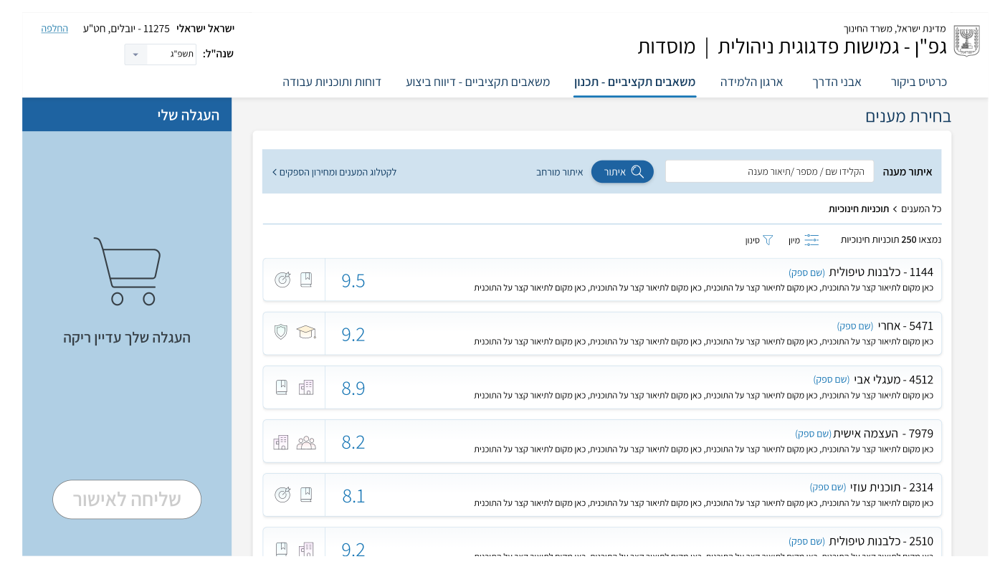 מדינת ישראל, משרד החינוך
גפ"ן - גמישות פדגוגית ניהולית | מוסדות
ישראל ישראלי 11275 - יובלים, חט"ע החלפה
שנה"ל: תשפ"ג
כרטיס ביקור אבני הדרך ארגון הלמידה משאבים תקציביים - תכנון משאבים תקציביים - דיווח ביצוע דוחות ותוכניות עבודה
בחירת מענים
איתור מענה הקלידו שם / מספר /תיאור מענה איתור איתור מורחב לקטלוג המענים ומחירון הספקים >
כל המענים > תוכניות חינוכיות
נמצאו 250 תוכניות חינוכיות מיון סינון
1144 - כלבנות טיפולית (שם ספק)
כאן מקום לתיאור קצר על התוכנית, כאן מקום לתיאור קצר על התוכנית, כאן מקום לתיאור קצר על התוכנית, כאן מקום לתיאור קצר על התוכנית
9.5
5471 - אחרי (שם ספק)
כאן מקום לתיאור קצר על התוכנית, כאן מקום לתיאור קצר על התוכנית, כאן מקום לתיאור קצר על התוכנית, כאן מקום לתיאור קצר על התוכנית
9.2
4512 - מעגלי אבי (שם ספק)
כאן מקום לתיאור קצר על התוכנית, כאן מקום לתיאור קצר על התוכנית, כאן מקום לתיאור קצר על התוכנית, כאן מקום לתיאור קצר על התוכנית
8.9
7979 - העצמה אישית (שם ספק)
כאן מקום לתיאור קצר על התוכנית, כאן מקום לתיאור קצר על התוכנית, כאן מקום לתיאור קצר על התוכנית, כאן מקום לתיאור קצר על התוכנית
8.2
2314 - תוכנית עוזי (שם ספק)
כאן מקום לתיאור קצר על התוכנית, כאן מקום לתיאור קצר על התוכנית, כאן מקום לתיאור קצר על התוכנית, כאן מקום לתיאור קצר על התוכנית
8.1
2510 - כלבנות טיפולית (שם ספק)
9.2
העגלה שלי
העגלה שלך עדיין ריקה
שליחה לאישור